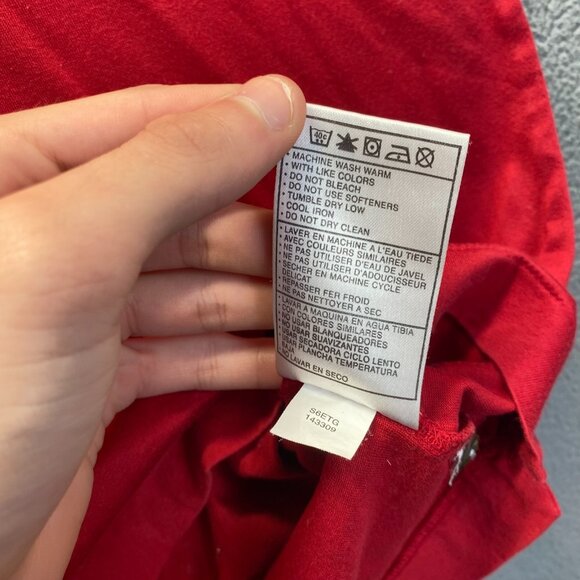 40c
• MACHINE WASH WARM
• WITH LIKE COLORS
• DO NOT BLEACH
• DO NOT USE SOFTENERS
• TUMBLE DRY LOW
• COOL IRON
• DO NOT DRY CLEAN
• LAVER EN MACHINE A L'EAU TIEDE
• AVEC COULEURS SIMILAIRES
• NE PAS UTILISER D'EAU DE JAVEL
• NE PAS UTILISER D'ADOUCISSEUR
• SECHER EN MACHINE CYCLE
DELICAT
• REPASSER FER FROID
• NE PAS NETTOYER A SEC
• LAVAR A MAQUINA EN AGUA TIBIA
• CON COLORES SIMILARES
• NO USAR BLANQUEADORES
• NO USAR SUAVIZANTES
• USAR SECADORA CICLO LENTO
• USAR PLANCHA TEMPERATURA
BAJA
• NO LAVAR EN SECO
S6ETG
143309